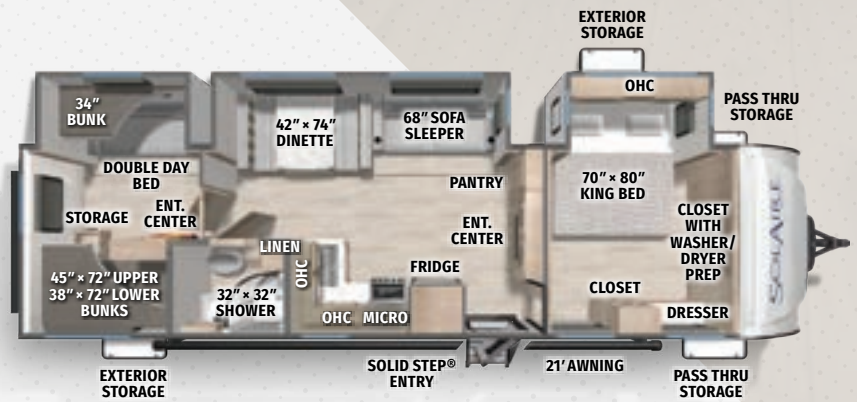 EXTERIOR
STORAGE
34" BUNK
42" × 74"
DINETTE
68" SOFA
SLEEPER
OHC
PASS THRU
STORAGE
DOUBLE DAY
BED
STORAGE
ENT.
CENTER
PANTRY
70" × 80"
KING BED
LINEN
OHC
ENT.
CENTER
FRIDGE
CLOSET
WITH
WASHER/
DRYER
PREP
SOLAIRE
45" × 72" UPPER
38" × 72" LOWER
BUNKS
32" × 32"
SHOWER
OHC
MICRO
CLOSET
DRESSER
EXTERIOR
STORAGE
SOLID STEP®
ENTRY
21' AWNING
PASS THRU
STORAGE